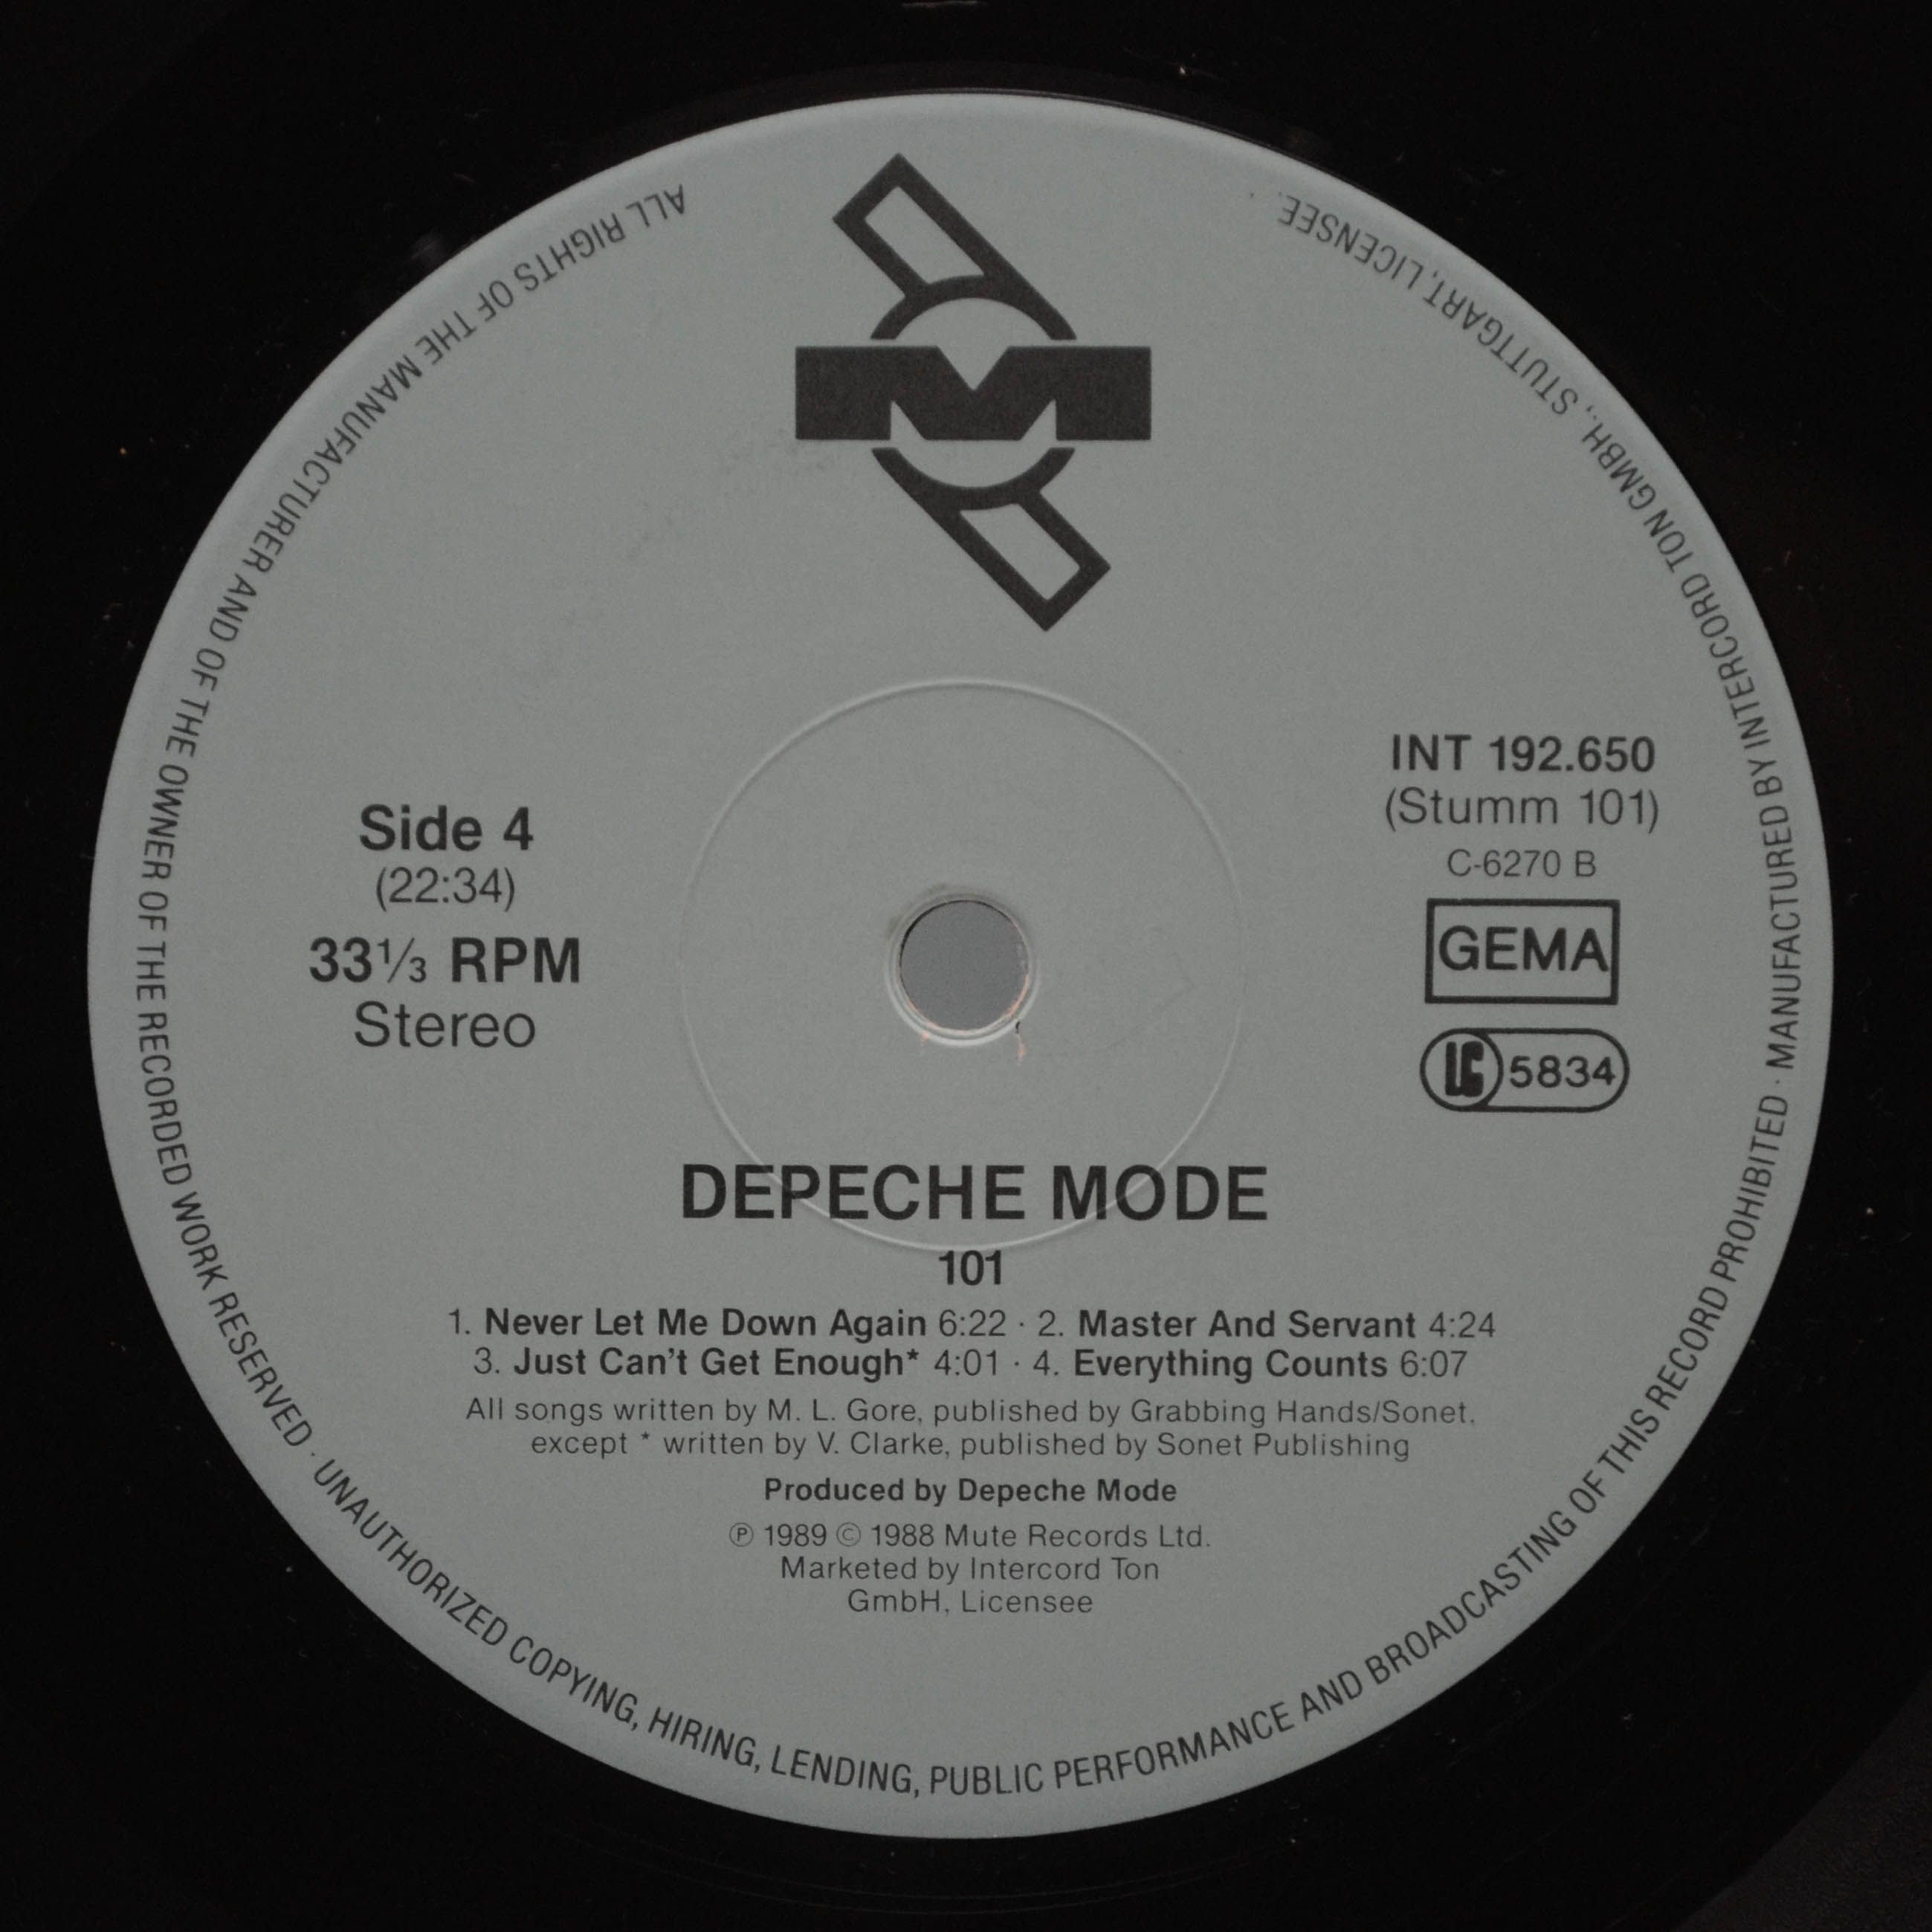 M
Side 4
(22:34)
33⅓ RPM
Stereo
INT 192.650
(Stumm 101)
C-6270 B
GEMA
LC 5834
DEPECHE MODE
101
1. Never Let Me Down Again 6:22 · 2. Master And Servant 4:24
3. Just Can't Get Enough* 4:01 · 4. Everything Counts 6:07
All songs written by M. L. Gore, published by Grabbing Hands/Sonet,
except * written by V. Clarke, published by Sonet Publishing
Produced by Depeche Mode
℗ 1989 © 1988 Mute Records Ltd.
Marketed by Intercord Ton
GmbH, Licensee
ALL RIGHTS OF THE MANUFACTURER AND OF THE OWNER OF THE RECORDED WORK RESERVED · UNAUTHORIZED COPYING, HIRING, LENDING, PUBLIC PERFORMANCE AND BROADCASTING OF THIS RECORD PROHIBITED · MANUFACTURED BY INTERCORD TON GMBH., STUTTGART, LICENSEE.